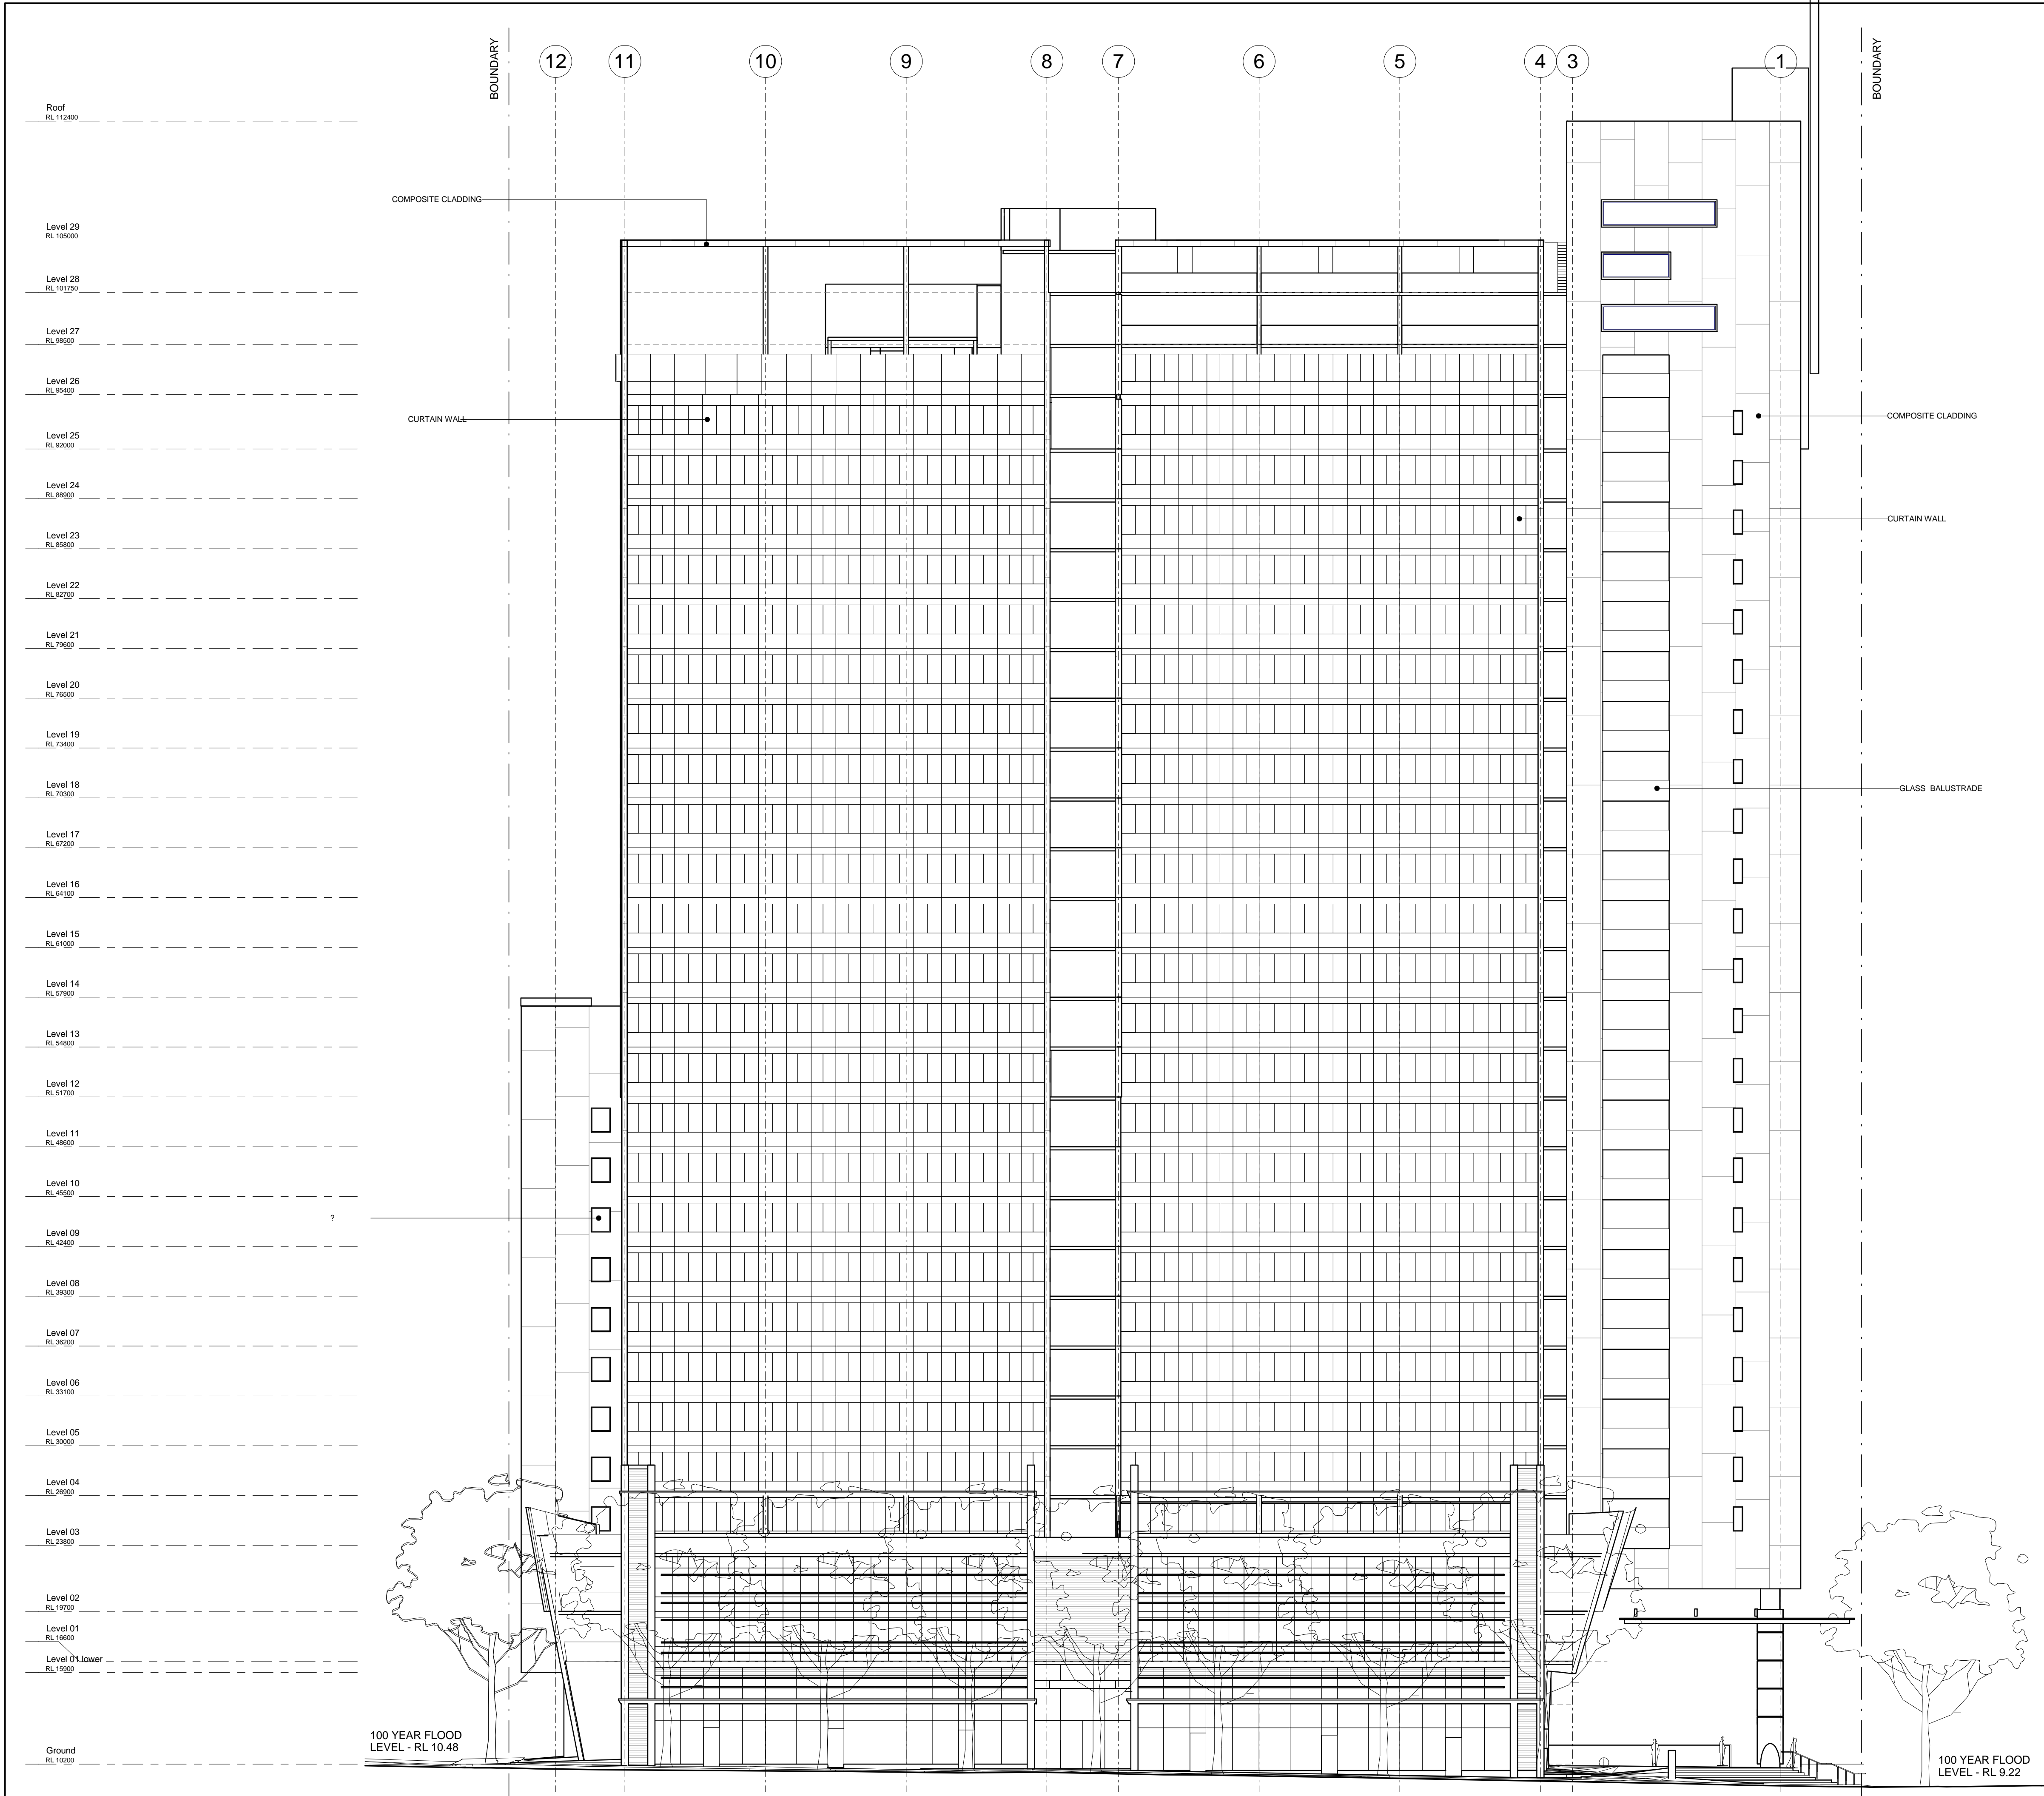 BOUNDARY
12
11
10
9
8
7
6
5
4
3
1
BOUNDARY
Roof
RL 112400
COMPOSITE CLADDING
Level 29
RL 105000
Level 28
RL 101750
Level 27
RL 98500
Level 26
RL 95400
CURTAIN WALL
COMPOSITE CLADDING
Level 25
RL 92000
Level 24
RL 88900
CURTAIN WALL
Level 23
RL 85800
Level 22
RL 82700
Level 21
RL 79600
Level 20
RL 76500
Level 19
RL 73400
Level 18
RL 70300
GLASS BALUSTRADE
Level 17
RL 67200
Level 16
RL 64100
Level 15
RL 61000
Level 14
RL 57900
Level 13
RL 54800
Level 12
RL 51700
Level 11
RL 48600
Level 10
RL 45500
?
Level 09
RL 42400
Level 08
RL 39300
Level 07
RL 36200
Level 06
RL 33100
Level 05
RL 30000
Level 04
RL 26900
Level 03
RL 23800
Level 02
RL 19700
Level 01
RL 16600
Level 01 lower
RL 15900
100 YEAR FLOOD
LEVEL - RL 10.48
Ground
RL 10200
100 YEAR FLOOD
LEVEL - RL 9.22